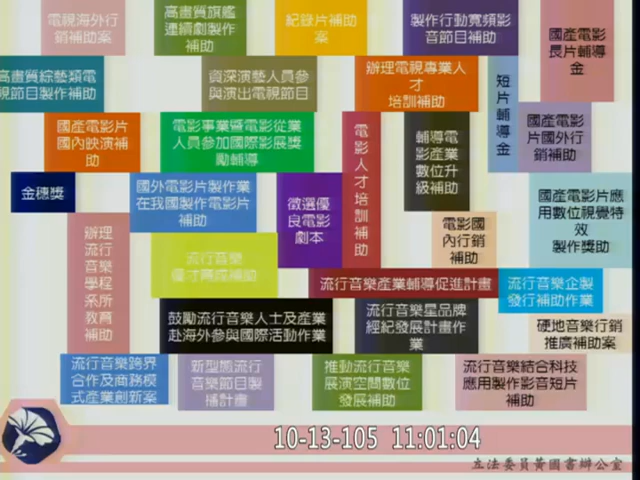 電視海外行
銷補助案
高畫質旗艦
連續劇製作
補助
紀錄片補助
案
製作行動寬頻影
音節目補助
國產電影
長片輔導
金
高畫質綜藝類電
視節目製作補助
資深演藝人員參
與演出電視節目
辦理電視專業人
才
培訓補助
短片輔導金
國產電影
片國外行
銷補助
國產電影片
國內映演補
助
電影事業暨電影從業
人員參加國際影展獎
勵輔導
電影人才培訓補助
輔導電
影產業
數位升
級補助
金穗獎
國外電影片製作業
在我國製作電影片
補助
徵選優
良電影
劇本
電影國
內行銷
補助
國產電影片應
用數位視覺特
效
製作獎助
辦理
流行
音樂
學程
系所
教育
補助
流行音樂
人才育成補助
流行音樂產業輔導促進計畫
流行音樂企製
發行補助作業
鼓勵流行音樂人士及產業
赴海外參與國際活動作業
流行音樂星品牌
經紀發展計畫作
業
硬地音樂行銷
推廣補助案
流行音樂跨界
合作及商務模
式產業創新案
新型態流行
音樂節目製
播計畫
推動流行音樂
展演空間數位
發展補助
流行音樂結合科技
應用製作影音短片
補助
10-13-105 11:01:04
立法委員黃國書辦公室